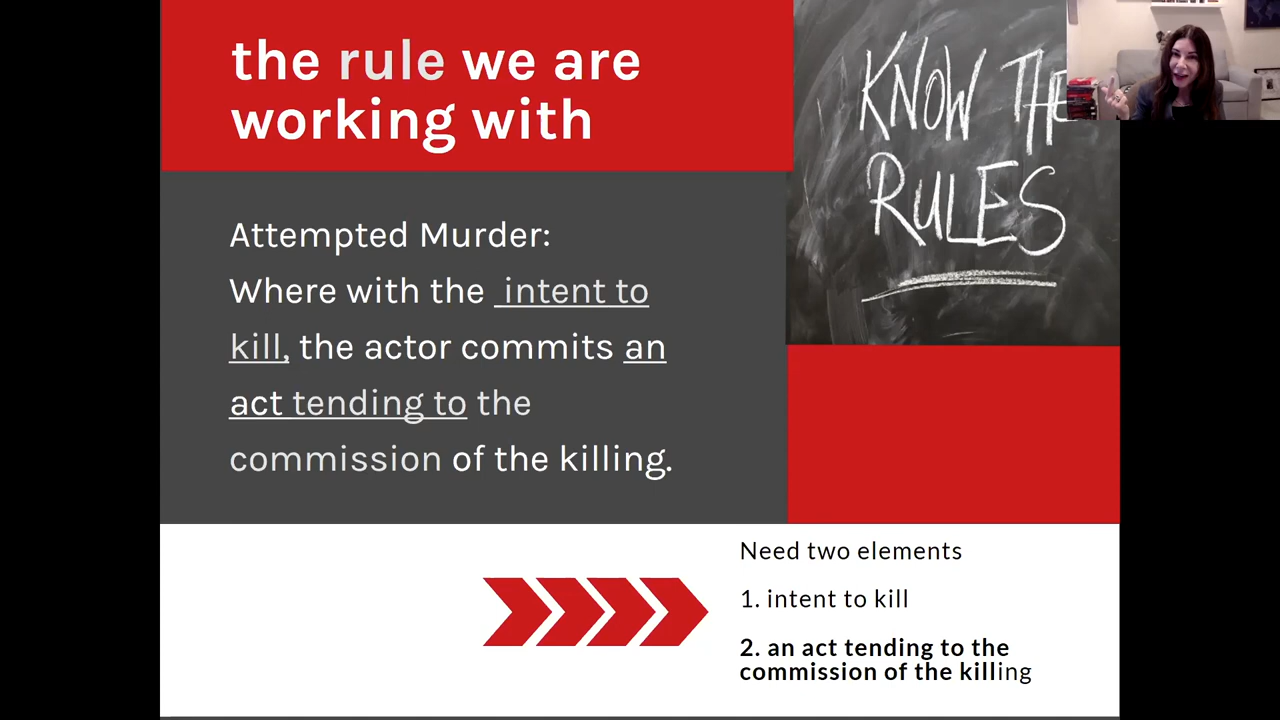 the rule we are
working with
KNOW THE
RULES
Attempted Murder:
Where with the intent to
kill, the actor commits an
act tending to the
commission of the killing.
Need two elements
1. intent to kill
2. an act tending to the
commission of the killing